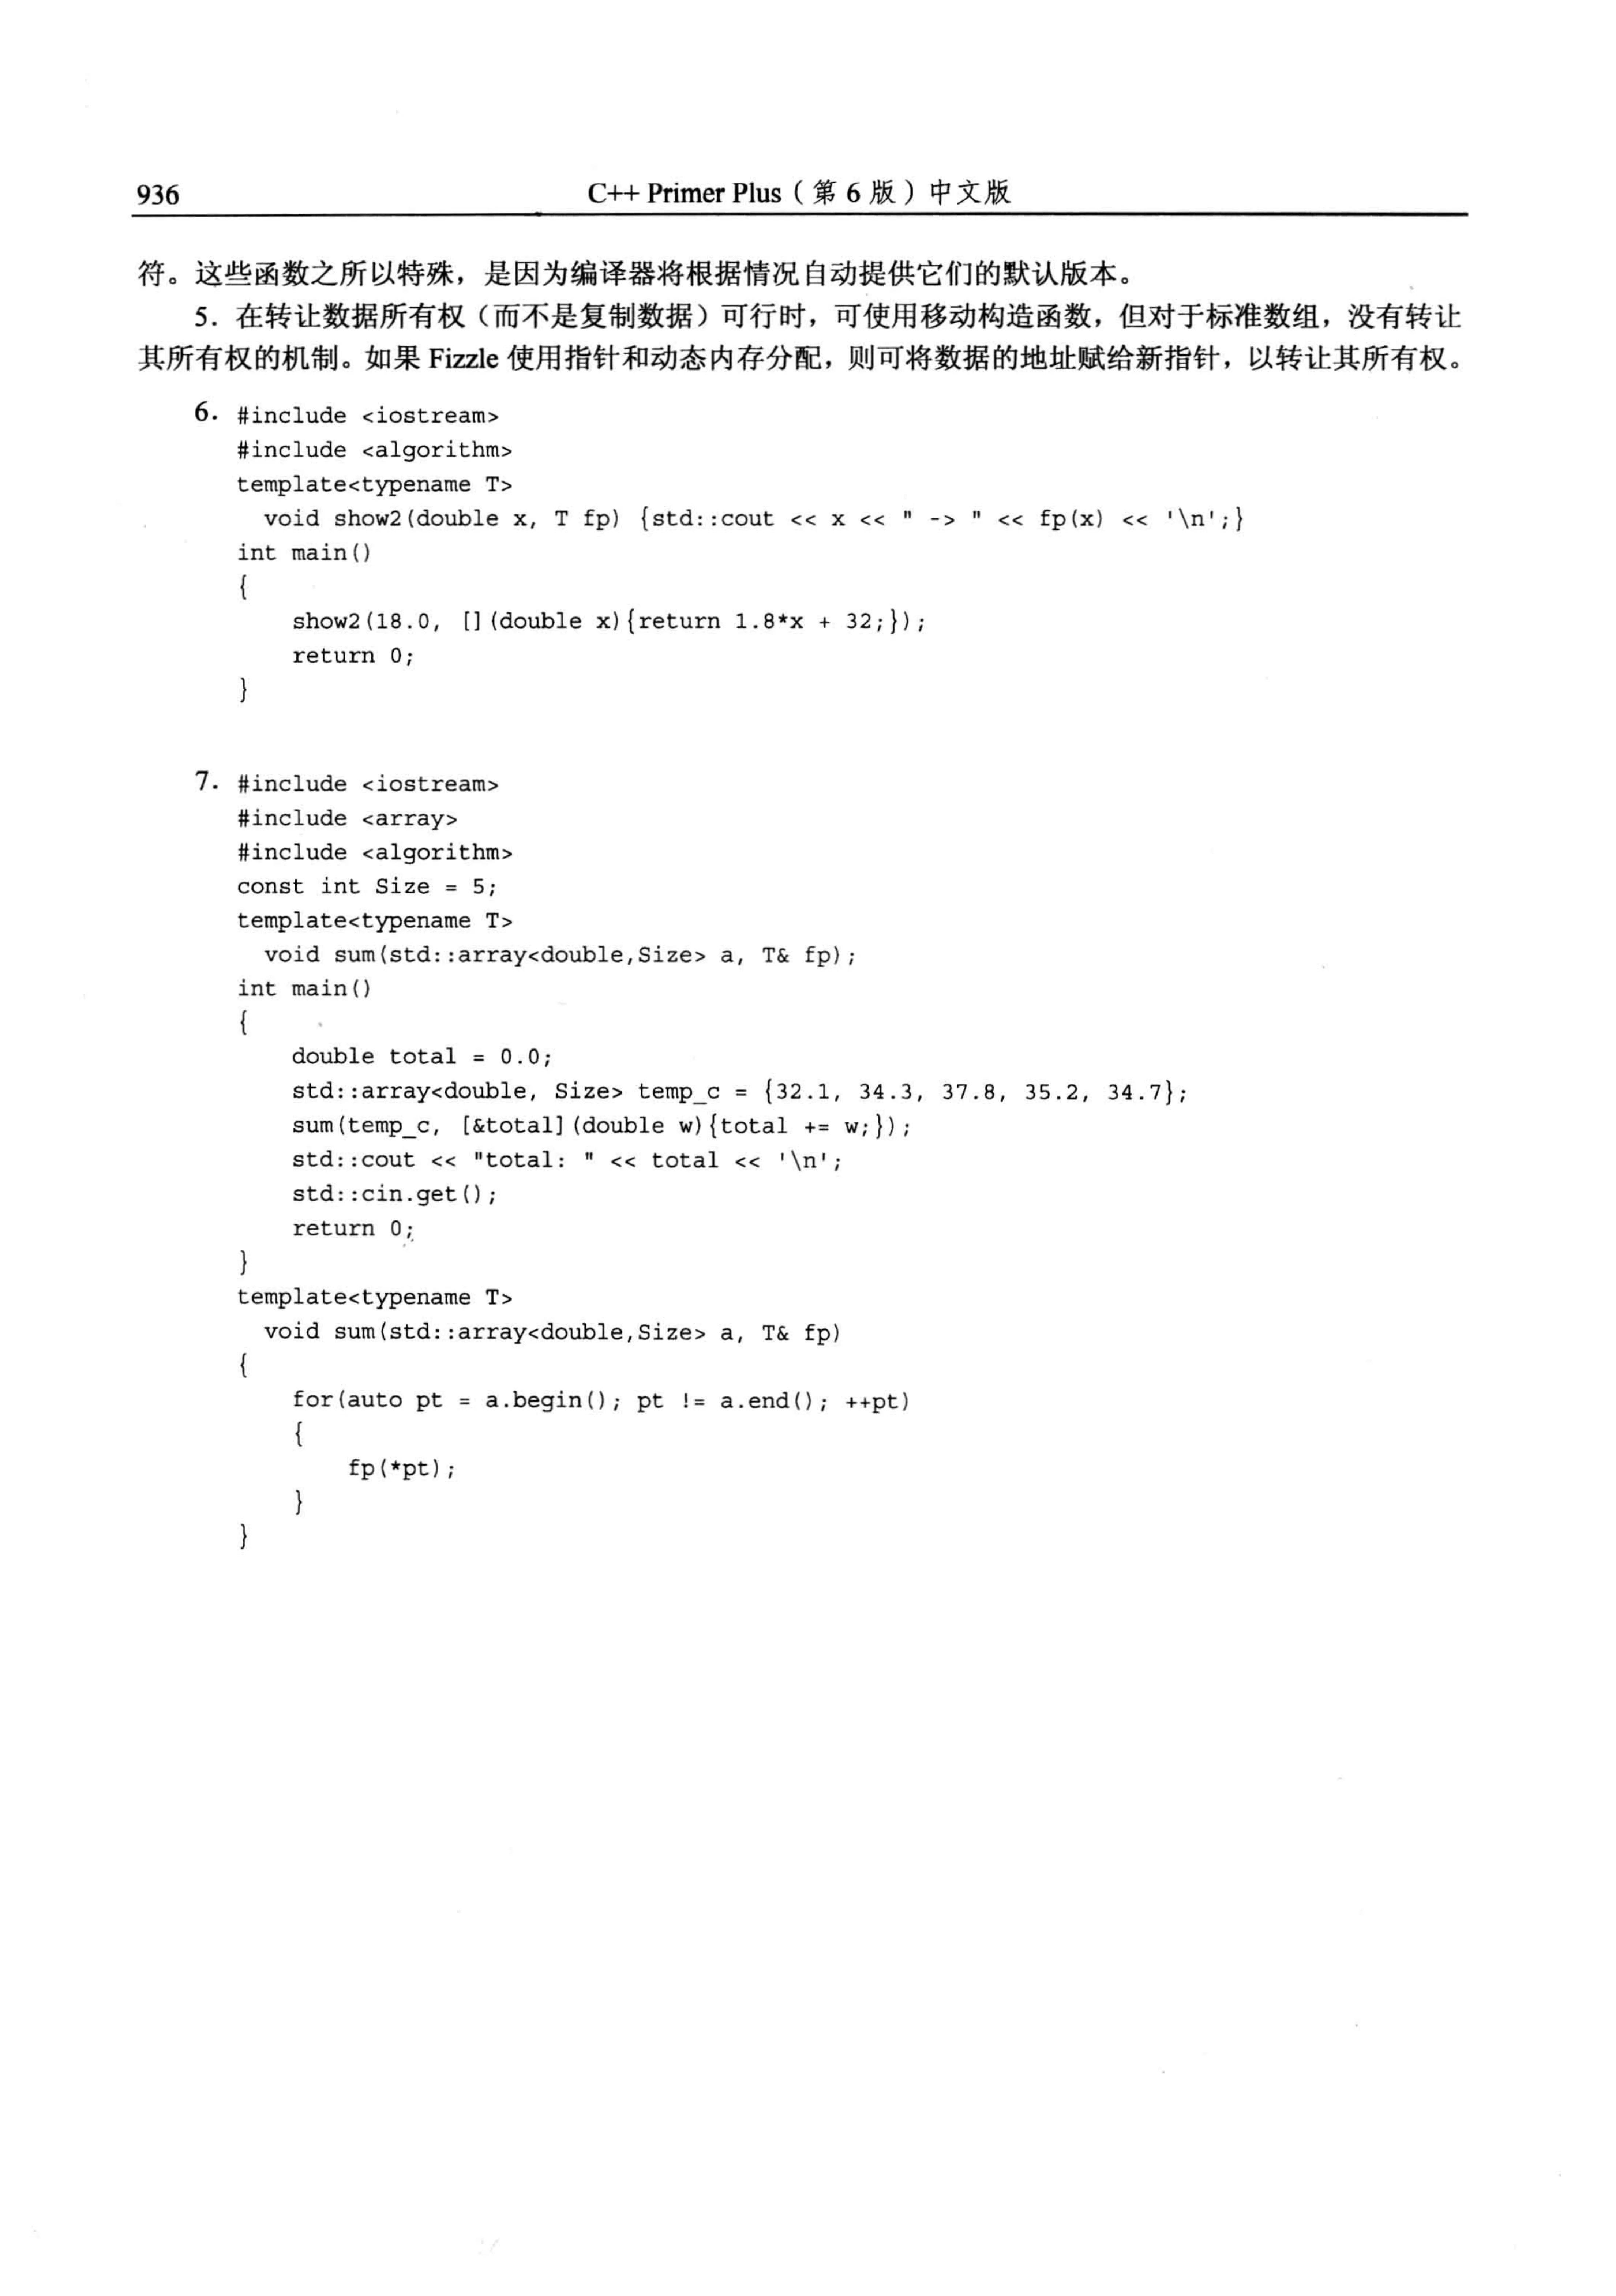 936
C++ Primer Plus（第 6 版）中文版
符。这些函数之所以特殊，是因为编译器将根据情况自动提供它们的默认版本。
5．在转让数据所有权（而不是复制数据）可行时，可使用移动构造函数，但对于标准数组，没有转让
其所有权的机制。如果 Fizzle 使用指针和动态内存分配，则可将数据的地址赋给新指针，以转让其所有权。
6. #include <iostream>
#include <algorithm>
template<typename T>
  void show2(double x, T fp) {std::cout << x << " -> " << fp(x) << '\n';}
int main()
{
    show2(18.0, [](double x){return 1.8*x + 32;});
    return 0;
}
7. #include <iostream>
#include <array>
#include <algorithm>
const int Size = 5;
template<typename T>
  void sum(std::array<double,Size> a, T& fp);
int main()
{
    double total = 0.0;
    std::array<double, Size> temp_c = {32.1, 34.3, 37.8, 35.2, 34.7};
    sum(temp_c, [&total](double w){total += w;});
    std::cout << "total: " << total << '\n';
    std::cin.get();
    return 0;
}
template<typename T>
  void sum(std::array<double,Size> a, T& fp)
{
    for(auto pt = a.begin(); pt != a.end(); ++pt)
    {
        fp(*pt);
    }
}